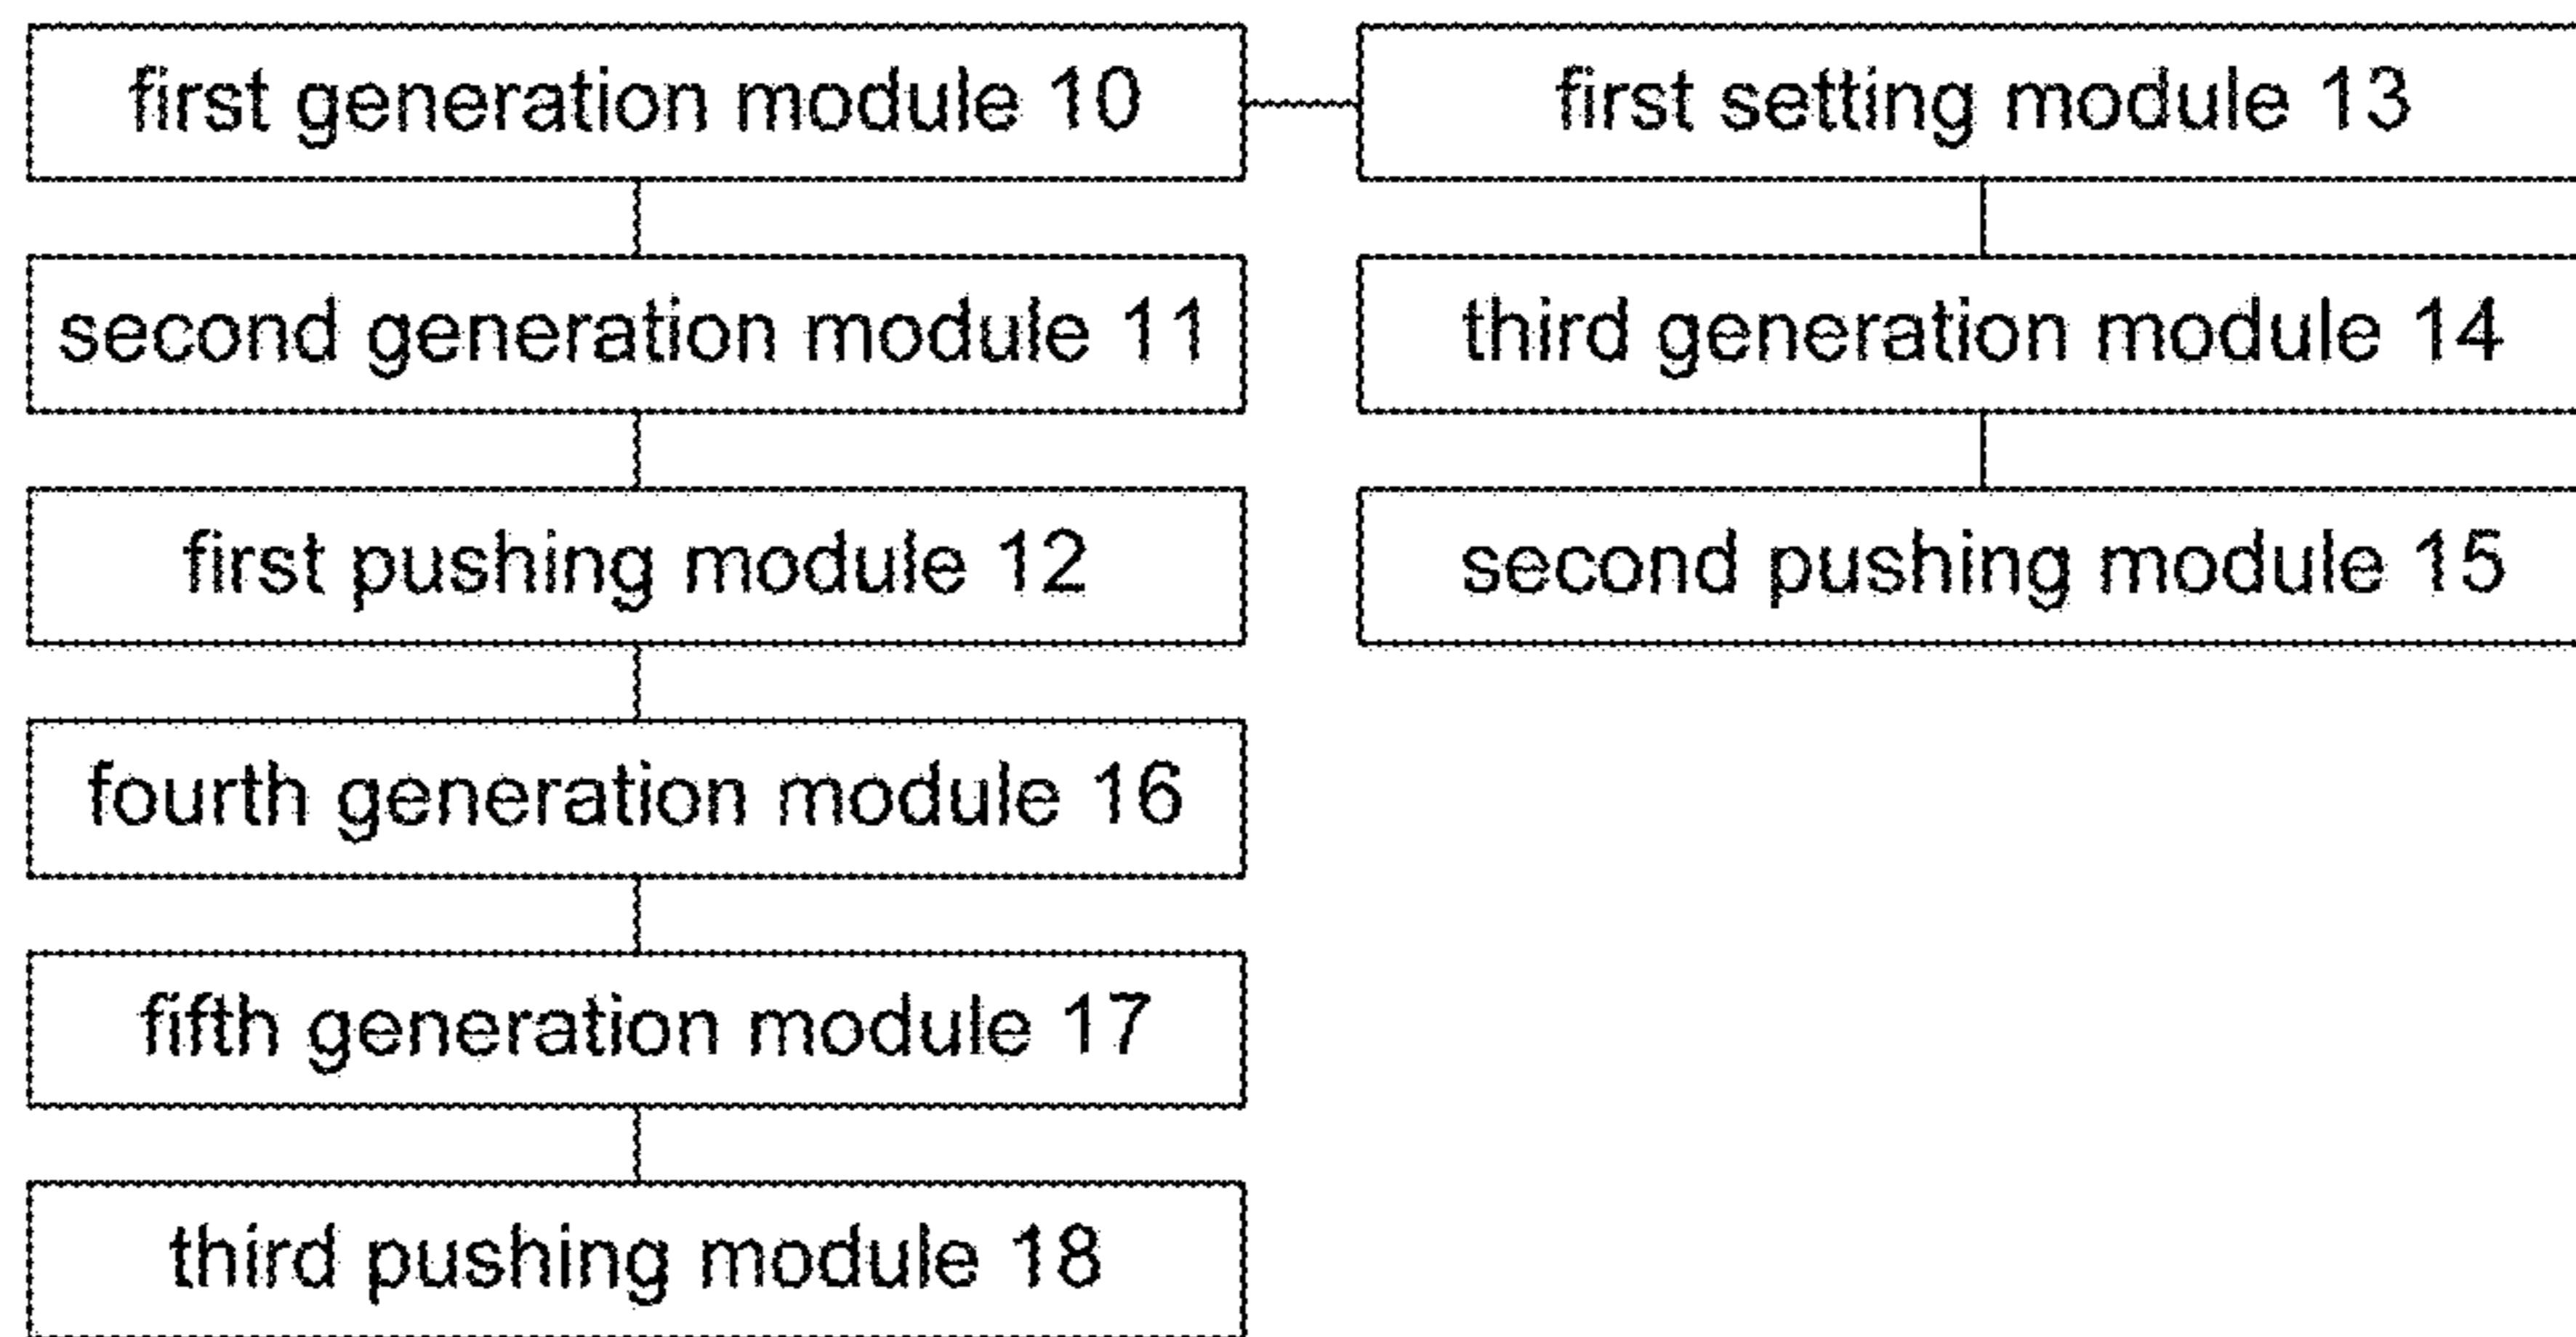 first generation module 10
first setting module 13
second generation module 11
third generation module 14
first pushing module 12
second pushing module 15
fourth generation module 16
fifth generation module 17
third pushing module 18